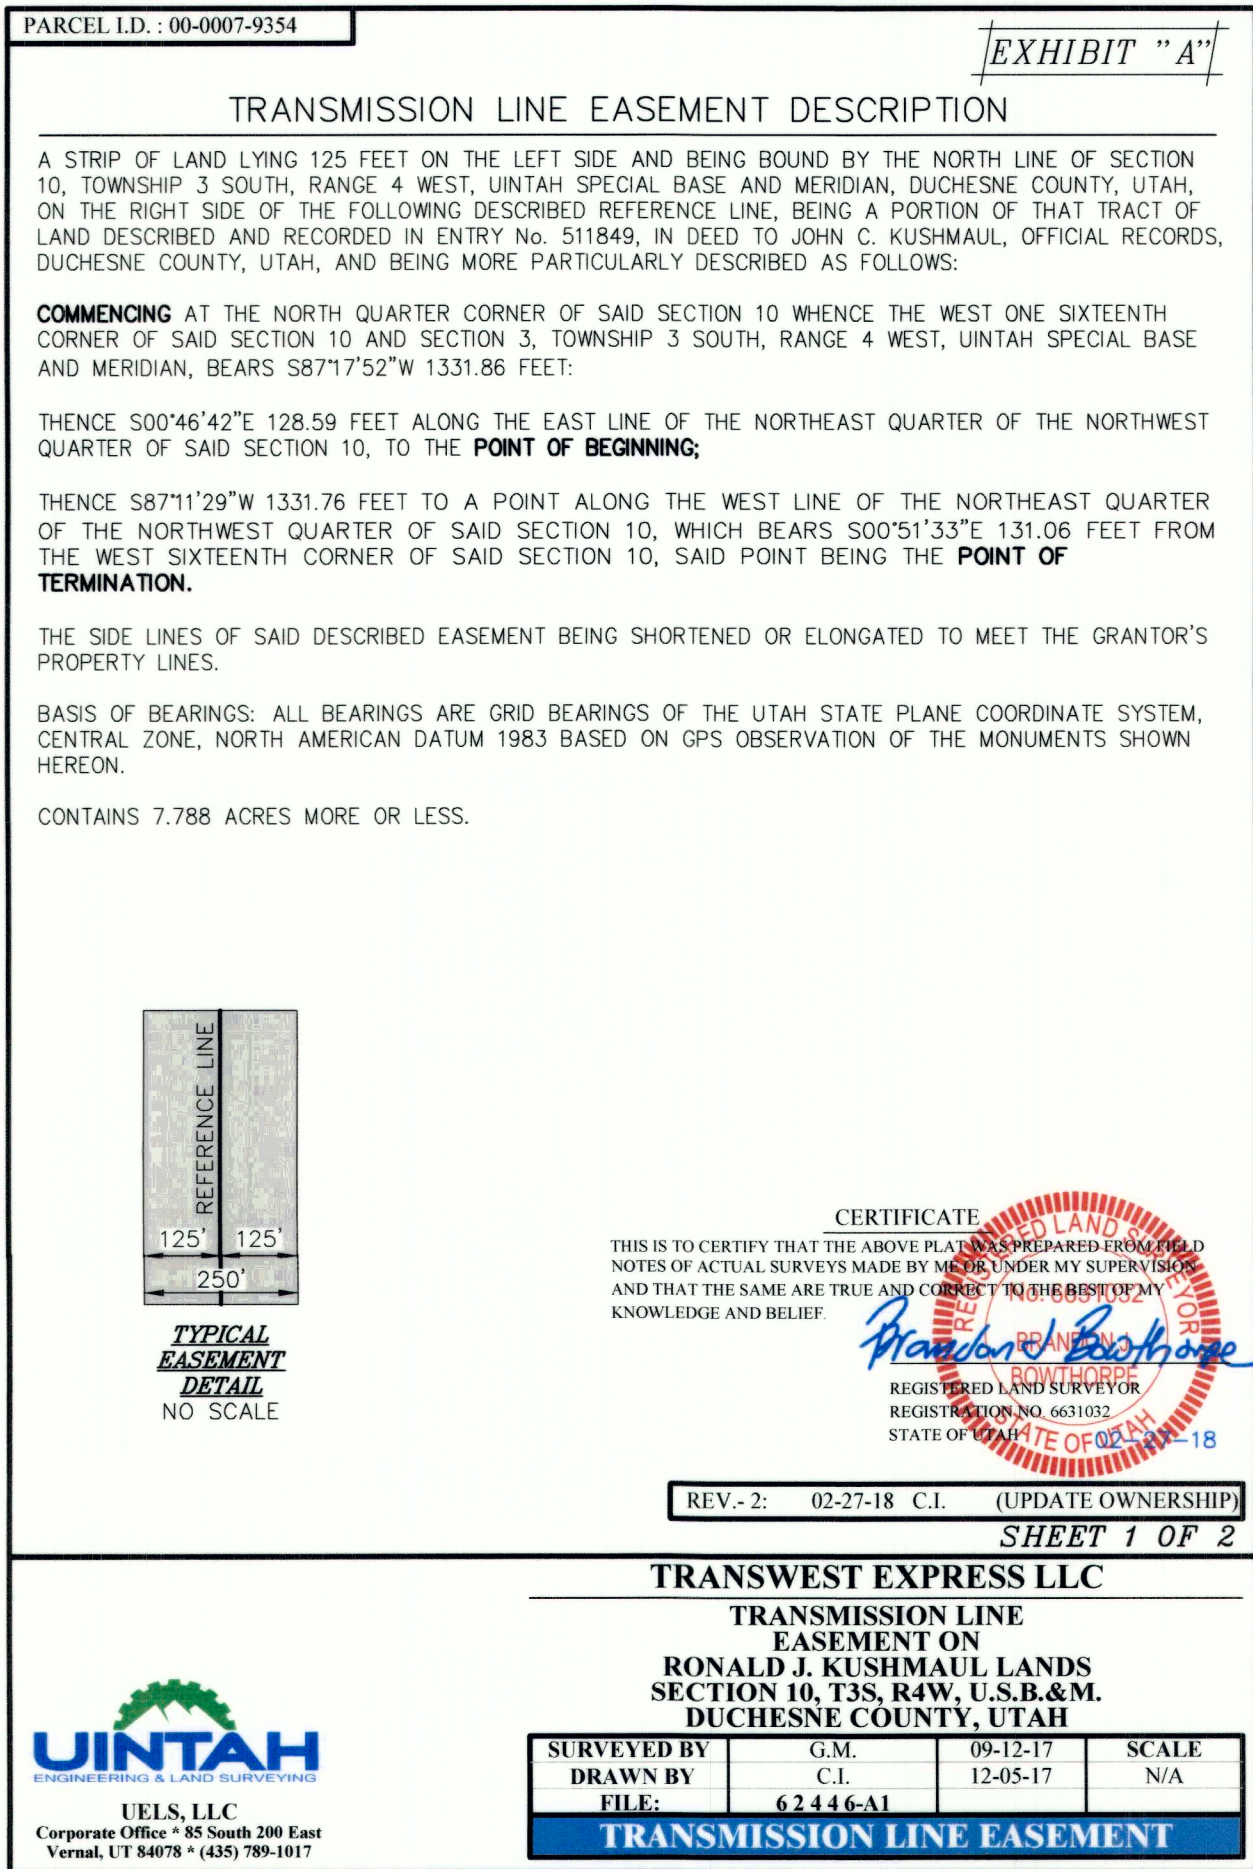 PARCEL I.D. : 00-0007-9354
EXHIBIT "A"
TRANSMISSION LINE EASEMENT DESCRIPTION
A STRIP OF LAND LYING 125 FEET ON THE LEFT SIDE AND BEING BOUND BY THE NORTH LINE OF SECTION
10, TOWNSHIP 3 SOUTH, RANGE 4 WEST, UINTAH SPECIAL BASE AND MERIDIAN, DUCHESNE COUNTY, UTAH,
ON THE RIGHT SIDE OF THE FOLLOWING DESCRIBED REFERENCE LINE, BEING A PORTION OF THAT TRACT OF
LAND DESCRIBED AND RECORDED IN ENTRY No. 511849, IN DEED TO JOHN C. KUSHMAUL, OFFICIAL RECORDS,
DUCHESNE COUNTY, UTAH, AND BEING MORE PARTICULARLY DESCRIBED AS FOLLOWS:
COMMENCING AT THE NORTH QUARTER CORNER OF SAID SECTION 10 WHENCE THE WEST ONE SIXTEENTH
CORNER OF SAID SECTION 10 AND SECTION 3, TOWNSHIP 3 SOUTH, RANGE 4 WEST, UINTAH SPECIAL BASE
AND MERIDIAN, BEARS S87°17'52"W 1331.86 FEET:
THENCE S00°46'42"E 128.59 FEET ALONG THE EAST LINE OF THE NORTHEAST QUARTER OF THE NORTHWEST
QUARTER OF SAID SECTION 10, TO THE POINT OF BEGINNING;
THENCE S87°11'29"W 1331.76 FEET TO A POINT ALONG THE WEST LINE OF THE NORTHEAST QUARTER
OF THE NORTHWEST QUARTER OF SAID SECTION 10, WHICH BEARS S00°51'33"E 131.06 FEET FROM
THE WEST SIXTEENTH CORNER OF SAID SECTION 10, SAID POINT BEING THE POINT OF
TERMINATION.
THE SIDE LINES OF SAID DESCRIBED EASEMENT BEING SHORTENED OR ELONGATED TO MEET THE GRANTOR'S
PROPERTY LINES.
BASIS OF BEARINGS: ALL BEARINGS ARE GRID BEARINGS OF THE UTAH STATE PLANE COORDINATE SYSTEM,
CENTRAL ZONE, NORTH AMERICAN DATUM 1983 BASED ON GPS OBSERVATION OF THE MONUMENTS SHOWN
HEREON.
CONTAINS 7.788 ACRES MORE OR LESS.
REFERENCE LINE
125' 125'
250'
TYPICAL
EASEMENT
DETAIL
NO SCALE
CERTIFICATE
THIS IS TO CERTIFY THAT THE ABOVE PLAT WAS PREPARED FROM FIELD
NOTES OF ACTUAL SURVEYS MADE BY ME OR UNDER MY SUPERVISION
AND THAT THE SAME ARE TRUE AND CORRECT TO THE BEST OF MY
KNOWLEDGE AND BELIEF.
Brandon J Bowthorpe
REGISTERED LAND SURVEYOR
REGISTRATION NO. 6631032
STATE OF UTAH
REGISTERED LAND SURVEYOR
No. 6631032
BRANDON J.
BOWTHORPE
STATE OF UTAH
02-27-18
REV.- 2: 02-27-18 C.I. (UPDATE OWNERSHIP)
SHEET 1 OF 2
TRANSWEST EXPRESS LLC
TRANSMISSION LINE
EASEMENT ON
RONALD J. KUSHMAUL LANDS
SECTION 10, T3S, R4W, U.S.B.&M.
DUCHESNE COUNTY, UTAH
UINTAH
ENGINEERING & LAND SURVEYING
UELS, LLC
Corporate Office * 85 South 200 East
Vernal, UT 84078 * (435) 789-1017
SURVEYED BY G.M. 09-12-17 SCALE
DRAWN BY C.I. 12-05-17 N/A
FILE: 6 2 4 4 6-A1
TRANSMISSION LINE EASEMENT